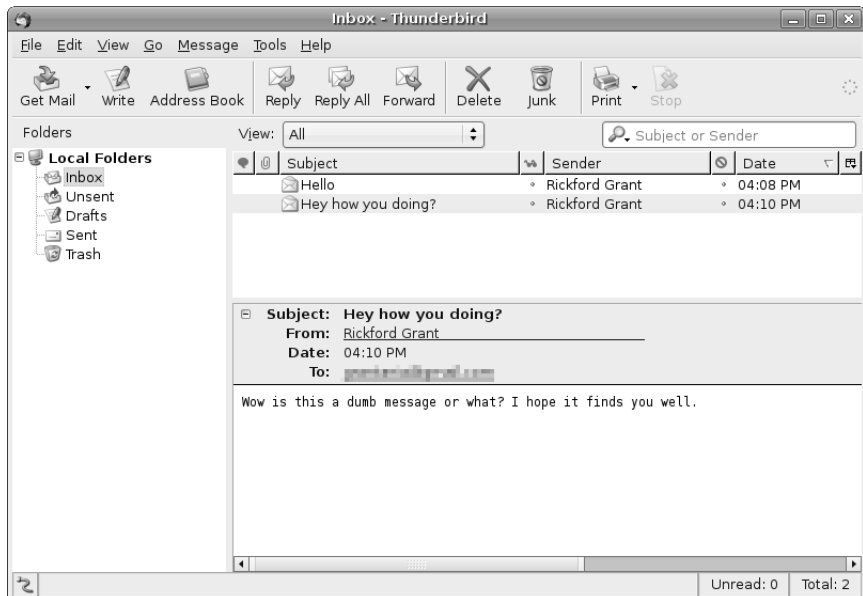 Inbox - Thunderbird
File Edit View Go Message Tools Help
Get Mail Write Address Book Reply Reply All Forward Delete Junk Print Stop
Folders View: All Subject or Sender
Local Folders
Inbox
Unsent
Drafts
Sent
Trash
Subject Sender Date
Hello Rickford Grant 04:08 PM
Hey how you doing? Rickford Grant 04:10 PM
Subject: Hey how you doing?
From: Rickford Grant
Date: 04:10 PM
To:
Wow is this a dumb message or what? I hope it finds you well.
Unread: 0 Total: 2